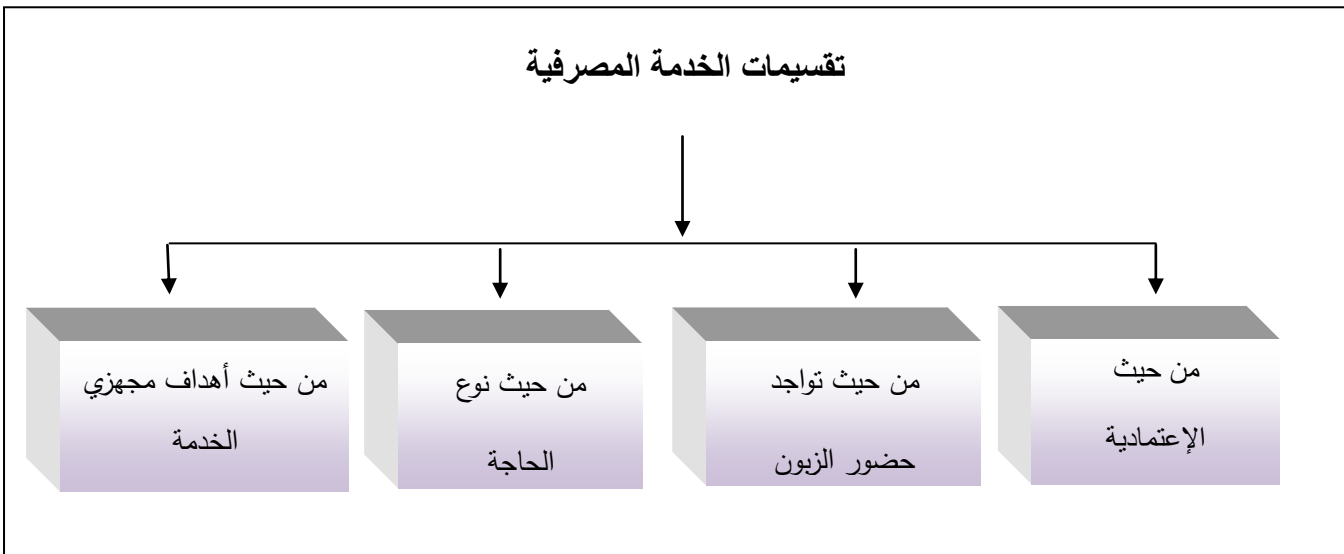 تقسيمات الخدمة المصرفية
من حيث
الإعتمادية
من حيث تواجد
حضور الزبون
من حيث نوع
الحاجة
من حيث أهداف مجهزي
الخدمة